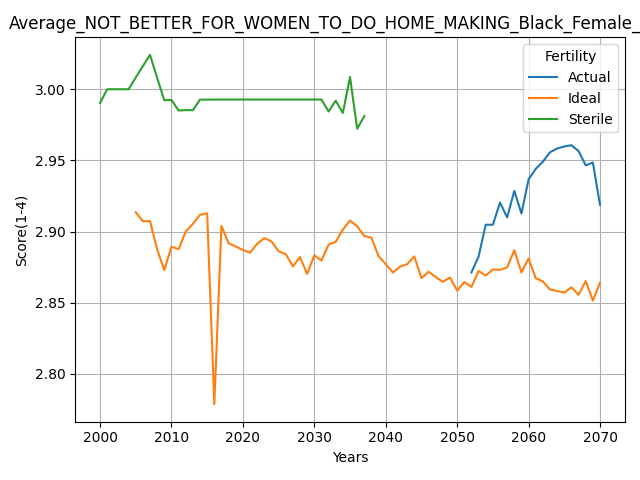 Average_NOT_BETTER_FOR_WOMEN_TO_DO_HOME_MAKING_Black_Female_
Fertility
Actual
Ideal
Sterile
3.00
2.95
2.90
2.85
2.80
Score(1-4)
2000 2010 2020 2030 2040 2050 2060 2070
Years